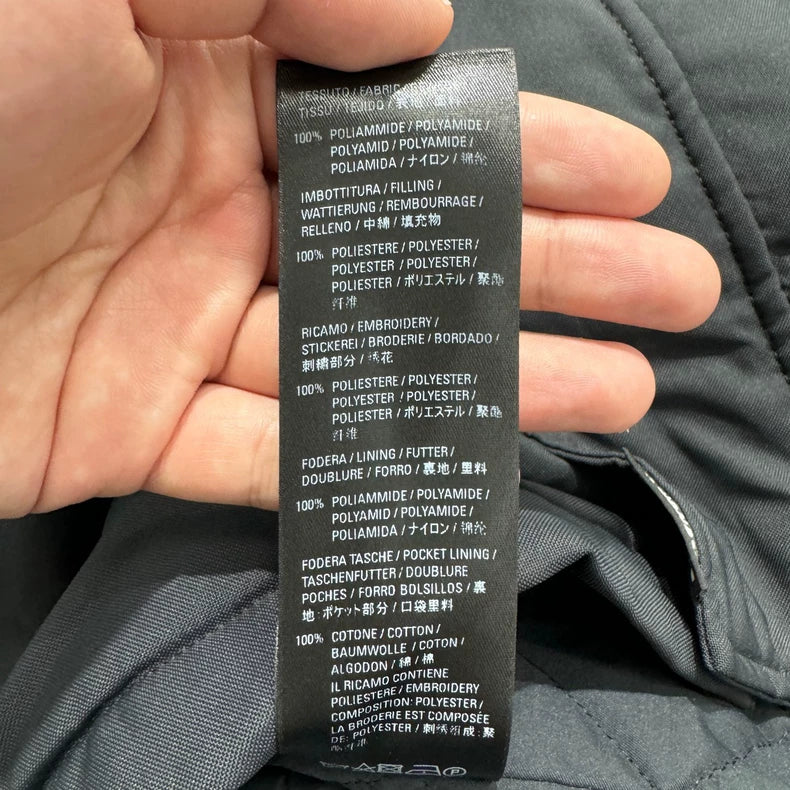 TESSUTO / FABRIC
TISSU / TEJIDO / 表地
100% POLIAMMIDE / POLYAMIDE /
POLYAMID / POLYAMIDE /
POLIAMIDA / ナイロン / 锦纶
IMBOTTITURA / FILLING /
WATTIERUNG / REMBOURRAGE /
RELLENO / 中綿 / 填充物
100% POLIESTERE / POLYESTER /
POLYESTER / POLYESTER /
POLIESTER / ポリエステル / 聚酯
纤维
RICAMO / EMBROIDERY /
STICKEREI / BRODERIE / BORDADO /
刺繍部分 / 绣花
100% POLIESTERE / POLYESTER /
POLYESTER / POLYESTER /
POLIESTER / ポリエステル / 聚酯
纤维
FODERA / LINING / FUTTER /
DOUBLURE / FORRO / 裏地 / 里料
100% POLIAMMIDE / POLYAMIDE /
POLYAMID / POLYAMIDE /
POLIAMIDA / ナイロン / 锦纶
FODERA TASCHE / POCKET LINING /
TASCHENFUTTER / DOUBLURE
POCHES / FORRO BOLSILLOS / 裏
地:ポケット部分 / 口袋里料
100% COTONE / COTTON /
BAUMWOLLE / COTON /
ALGODON / 綿 / 棉
IL RICAMO CONTIENE
POLIESTERE / EMBROIDERY
COMPOSITION: POLYESTER /
LA BRODERIE EST COMPOSÉE
DE: POLYESTER / 刺绣组成:聚
酯纤维